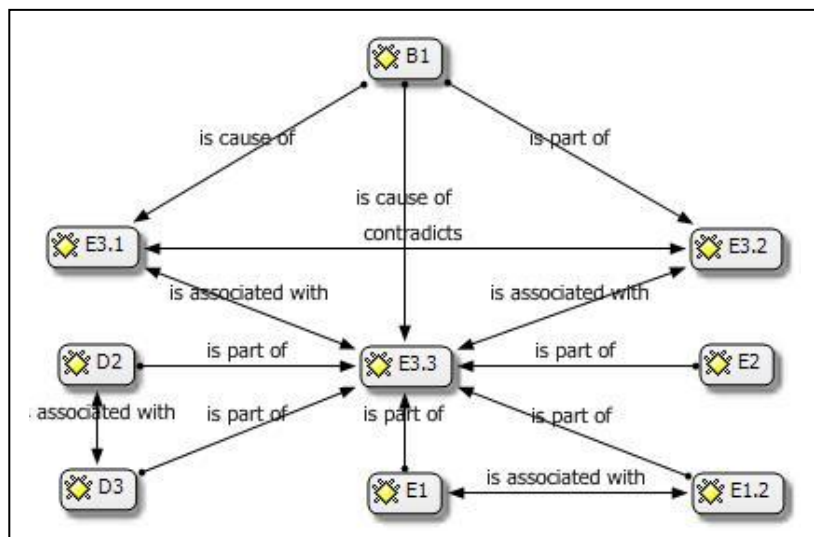 B1
is cause of
is part of
is cause of
contradicts
E3.1
E3.2
is associated with
is associated with
D2
is part of
E3.3
is part of
E2
associated with
is part of
is part of
is part of
D3
E1
is associated with
E1.2